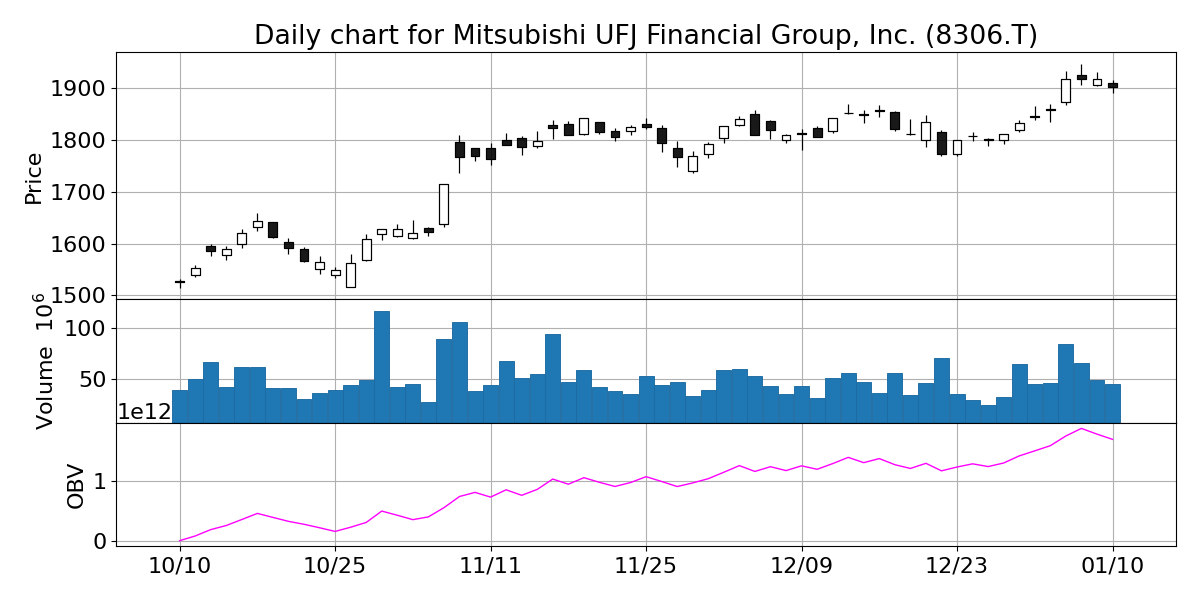 Daily chart for Mitsubishi UFJ Financial Group, Inc. (8306.T)
Price
1900
1800
1700
1600
1500
Volume 10^6
100
50
1e12
OBV
1
0
10/10 10/25 11/11 11/25 12/09 12/23 01/10